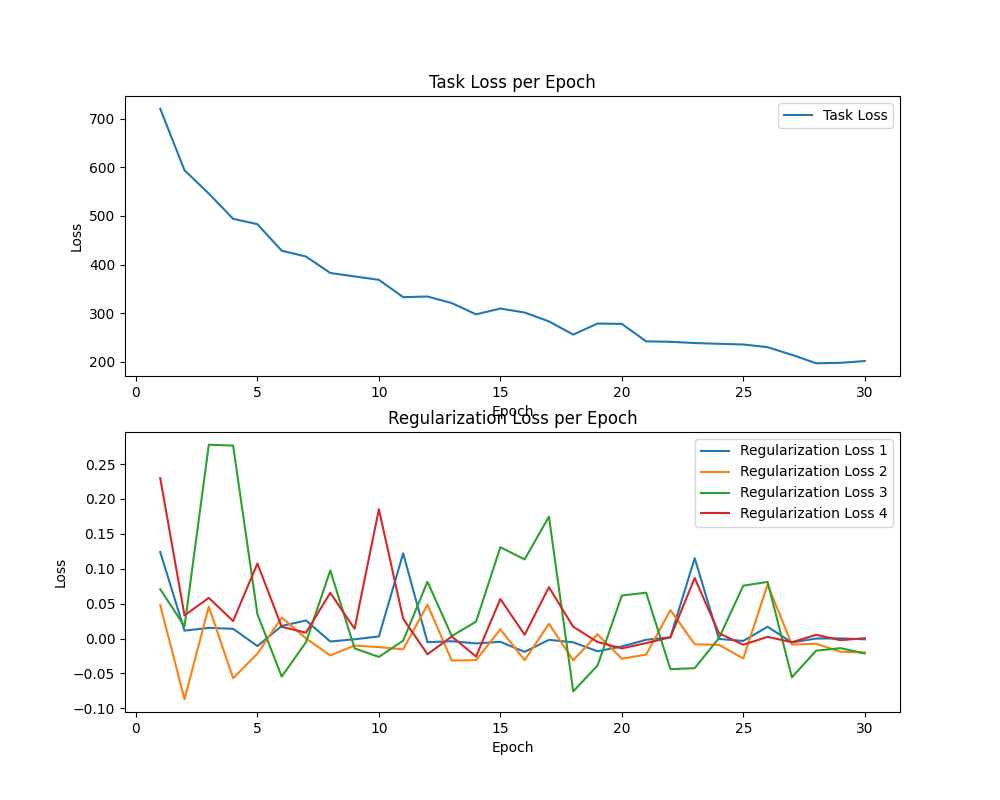 Task Loss per Epoch
Task Loss
700
600
500
400
300
200
Loss
0 5 10 15 20 25 30
Epoch
Regularization Loss per Epoch
Regularization Loss 1
Regularization Loss 2
Regularization Loss 3
Regularization Loss 4
0.25
0.20
0.15
0.10
0.05
0.00
−0.05
−0.10
Loss
0 5 10 15 20 25 30
Epoch